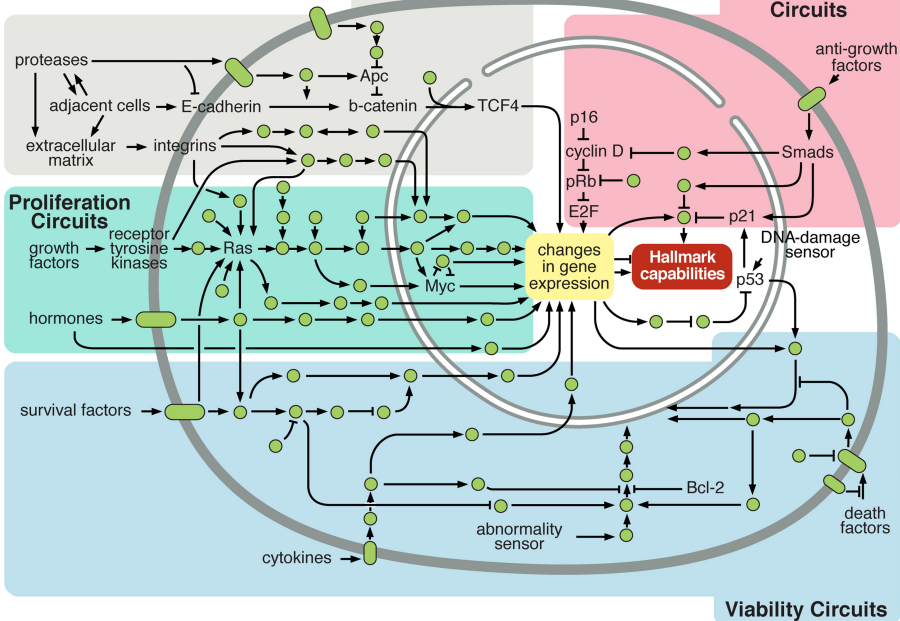 Circuits
anti-growth
factors
proteases
Apc
adjacent cells
E-cadherin
b-catenin
TCF4
p16
extracellular
matrix
integrins
cyclin D
Smads
pRb
E2F
p21
Proliferation
Circuits
receptor
tyrosine
kinases
growth
factors
Ras
changes
in gene
expression
Hallmark
capabilities
DNA-damage
sensor
p53
Myc
hormones
survival factors
Bcl-2
abnormality
sensor
death
factors
cytokines
Viability Circuits